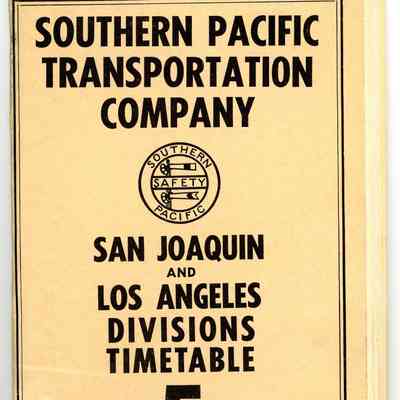 SOUTHERN PACIFIC
TRANSPORTATION
COMPANY
SOUTHERN
SAFETY
PACIFIC
SAN JOAQUIN
AND
LOS ANGELES
DIVISIONS
TIMETABLE